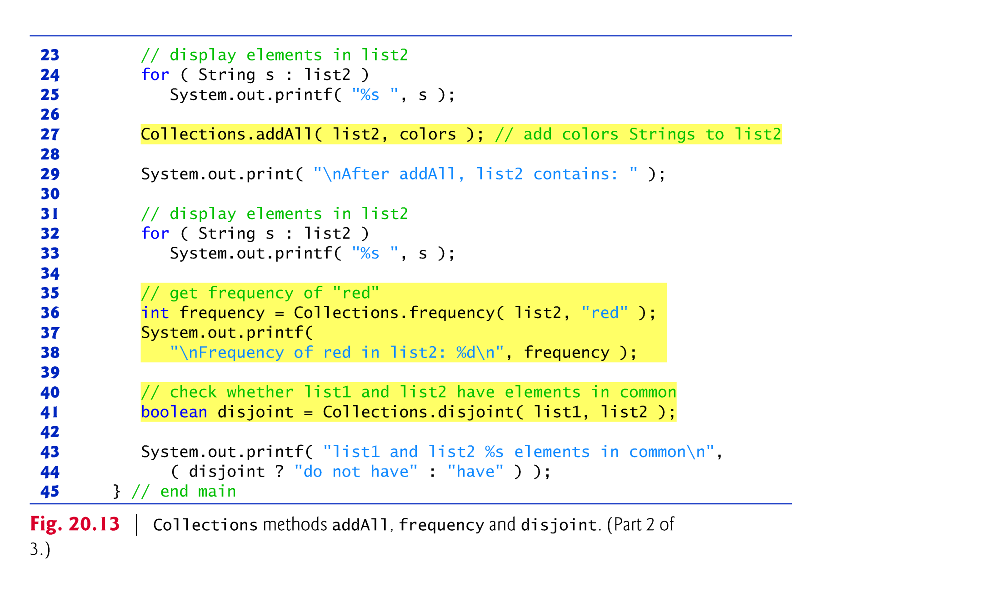 23 // display elements in list2
24 for ( String s : list2 )
25 System.out.printf( "%s ", s );
26
27 Collections.addAll( list2, colors ); // add colors Strings to list2
28
29 System.out.print( "\nAfter addAll, list2 contains: " );
30
31 // display elements in list2
32 for ( String s : list2 )
33 System.out.printf( "%s ", s );
34
35 // get frequency of "red"
36 int frequency = Collections.frequency( list2, "red" );
37 System.out.printf(
38 "\nFrequency of red in list2: %d\n", frequency );
39
40 // check whether list1 and list2 have elements in common
41 boolean disjoint = Collections.disjoint( list1, list2 );
42
43 System.out.printf( "list1 and list2 %s elements in common\n",
44 ( disjoint ? "do not have" : "have" ) );
45 } // end main
Fig. 20.13 | Collections methods addAll, frequency and disjoint. (Part 2 of
3.)